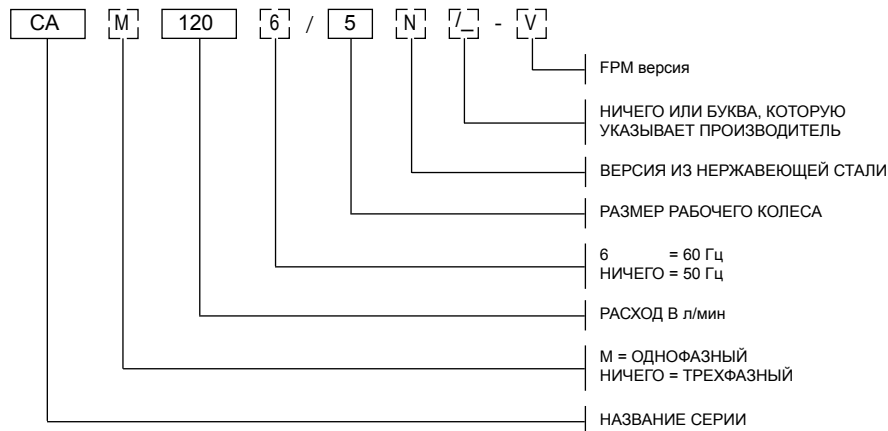 CA M 120 6 / 5 N /_ - V
FPM версия
НИЧЕГО ИЛИ БУКВА, КОТОРУЮ
УКАЗЫВАЕТ ПРОИЗВОДИТЕЛЬ
ВЕРСИЯ ИЗ НЕРЖАВЕЮЩЕЙ СТАЛИ
РАЗМЕР РАБОЧЕГО КОЛЕСА
6 = 60 Гц
НИЧЕГО = 50 Гц
РАСХОД В л/мин
М = ОДНОФАЗНЫЙ
НИЧЕГО = ТРЕХФАЗНЫЙ
НАЗВАНИЕ СЕРИИ